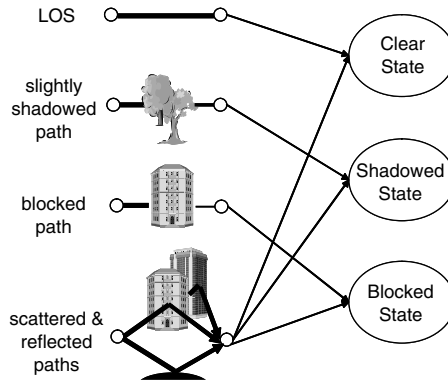 LOS
Clear
State
slightly
shadowed
path
Shadowed
State
blocked
path
Blocked
State
scattered &
reflected
paths